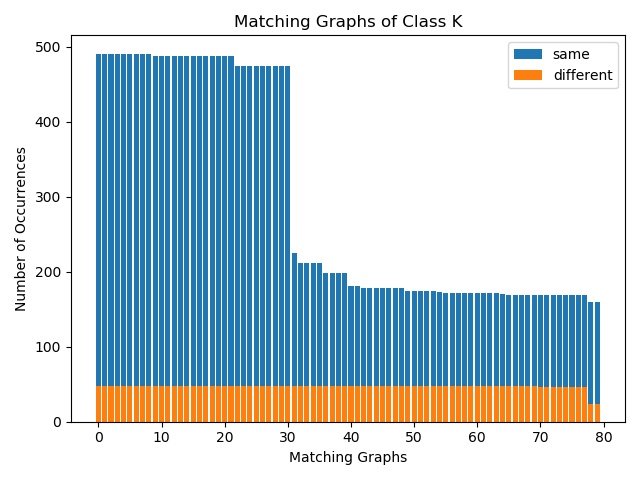 Matching Graphs of Class K
same
different
Number of Occurrences
500
400
300
200
100
0
0 10 20 30 40 50 60 70 80
Matching Graphs